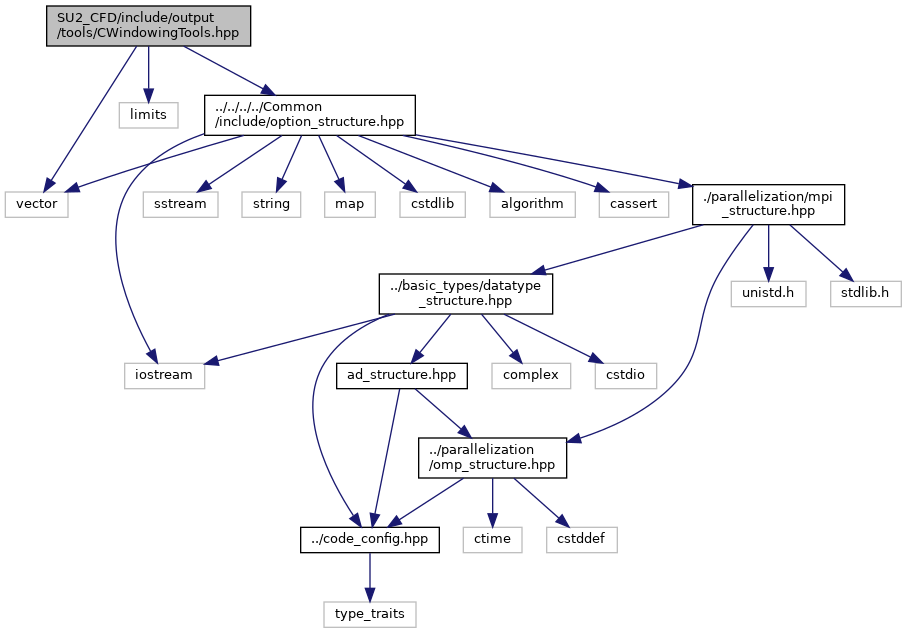 SU2_CFD/include/output
/tools/CWindowingTools.hpp
limits
../../../../Common
/include/option_structure.hpp
vector
sstream
string
map
cstdlib
algorithm
cassert
./parallelization/mpi
_structure.hpp
../basic_types/datatype
_structure.hpp
unistd.h
stdlib.h
iostream
ad_structure.hpp
complex
cstdio
../parallelization
/omp_structure.hpp
../code_config.hpp
ctime
cstddef
type_traits